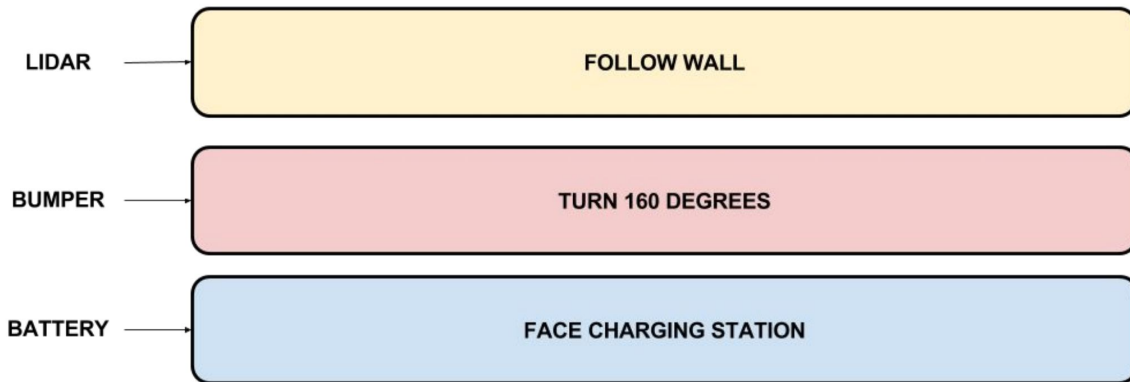 LIDAR
FOLLOW WALL
BUMPER
TURN 160 DEGREES
BATTERY
FACE CHARGING STATION